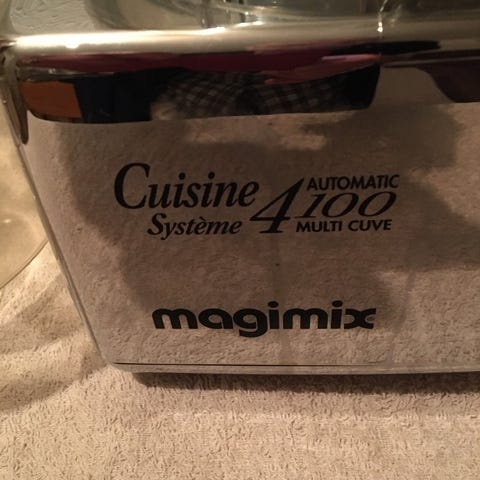 Cuisine
Système
4100
AUTOMATIC
MULTI CUVE
magimix